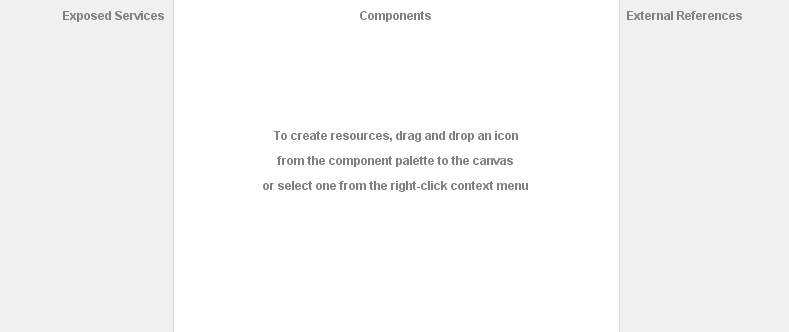 Exposed Services
Components
External References
To create resources, drag and drop an icon
from the component palette to the canvas
or select one from the right-click context menu